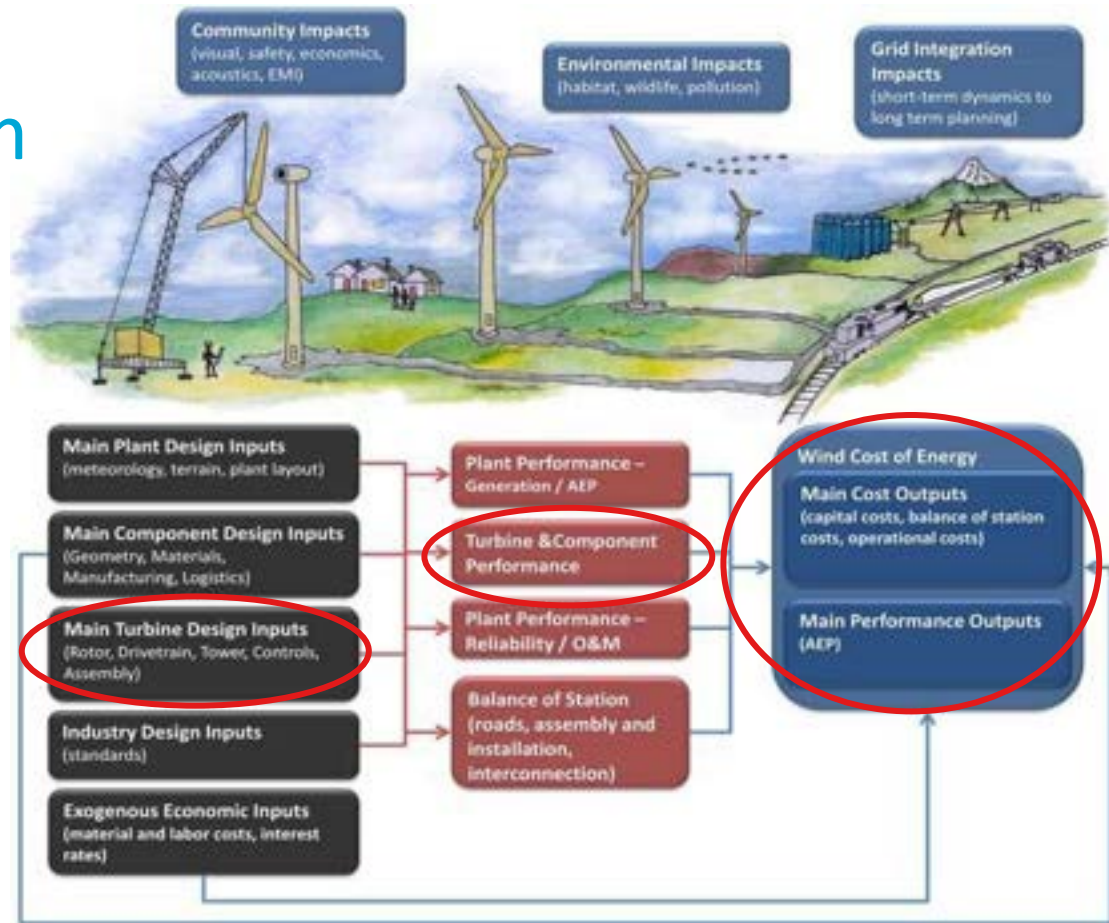 Community Impacts
(visual, safety, economics,
acoustics, EMI)
Environmental Impacts
(habitat, wildlife, pollution)
Grid Integration
Impacts
(short-term dynamics to
long term planning)
n
Main Plant Design Inputs
(meteorology, terrain, plant layout)
Main Component Design Inputs
(Geometry, Materials,
Manufacturing, Logistics)
Main Turbine Design Inputs
(Rotor, Drivetrain, Tower, Controls,
Assembly)
Industry Design Inputs
(standards)
Exogenous Economic Inputs
(material and labor costs, interest
rates)
Plant Performance –
Generation / AEP
Turbine &Component
Performance
Plant Performance –
Reliability / O&M
Balance of Station
(roads, assembly and
installation,
interconnection)
Wind Cost of Energy
Main Cost Outputs
(capital costs, balance of station
costs, operational costs)
Main Performance Outputs
(AEP)